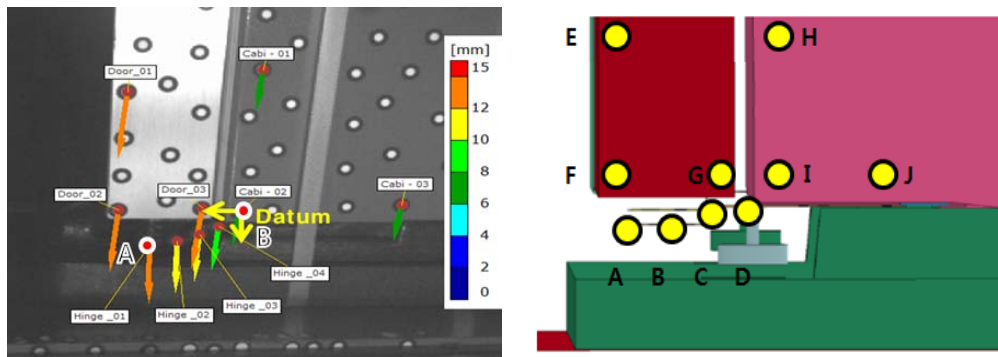 [mm]
15
12
10
8
6
4
2
0
Cabi - 01
Door_01
Door_02
Door_03
Cabi - 02
Cabi - 03
Datum
A
B
Hinge _04
Hinge _03
Hinge _01
Hinge _02
E
H
F
G
I
J
A
B
C
D